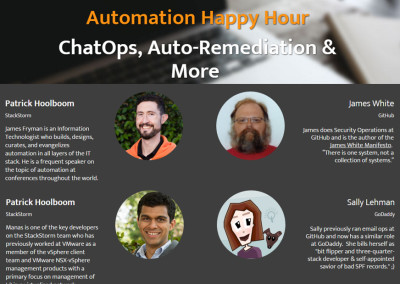 Automation Happy Hour
ChatOps, Auto-Remediation &
More
Patrick Hoolboom
StackStorm
James Fryman is an Information
Technologist who builds, designs,
curates, and evangelizes
automation in all layers of the IT
stack. He is a frequent speaker on
the topic of automation at
conferences throughout the world.
James White
GitHub
James does Security Operations at
GitHub and is the author of the
James White Manifesto.
"There is one system, not a
collection of systems."
Patrick Hoolboom
StackStorm
Manas is one of the key developers
on the StackStorm team who has
previously worked at VMware as a
member of the vSphere client
team and VMware NSX-vSphere
management products with a
primary focus on management of
Sally Lehman
GoDaddy
Sally previously ran email ops at
GitHub and now has a similar role
at GoDaddy. She bills herself as
"bit flipper and three-quarter-
stack developer & self-appointed
savior of bad SPF records." ;)